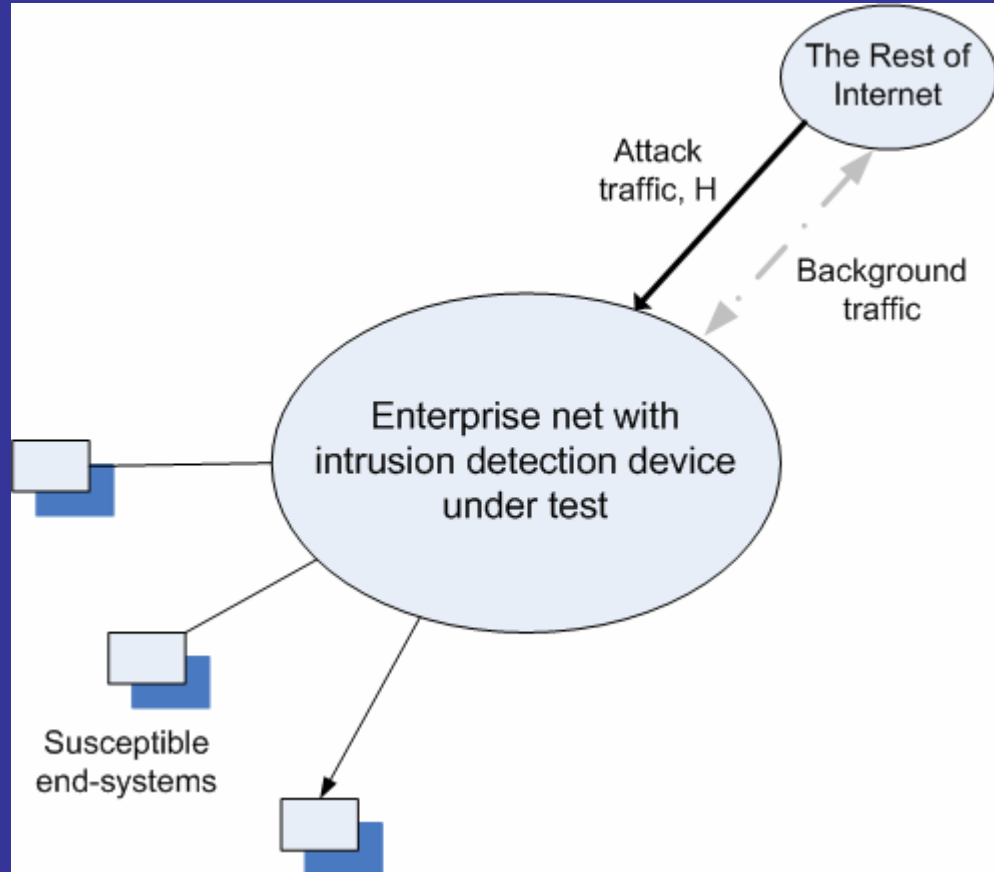 The Rest of
Internet
Attack
traffic, H
Background
traffic
Enterprise net with
intrusion detection device
under test
Susceptible
end-systems